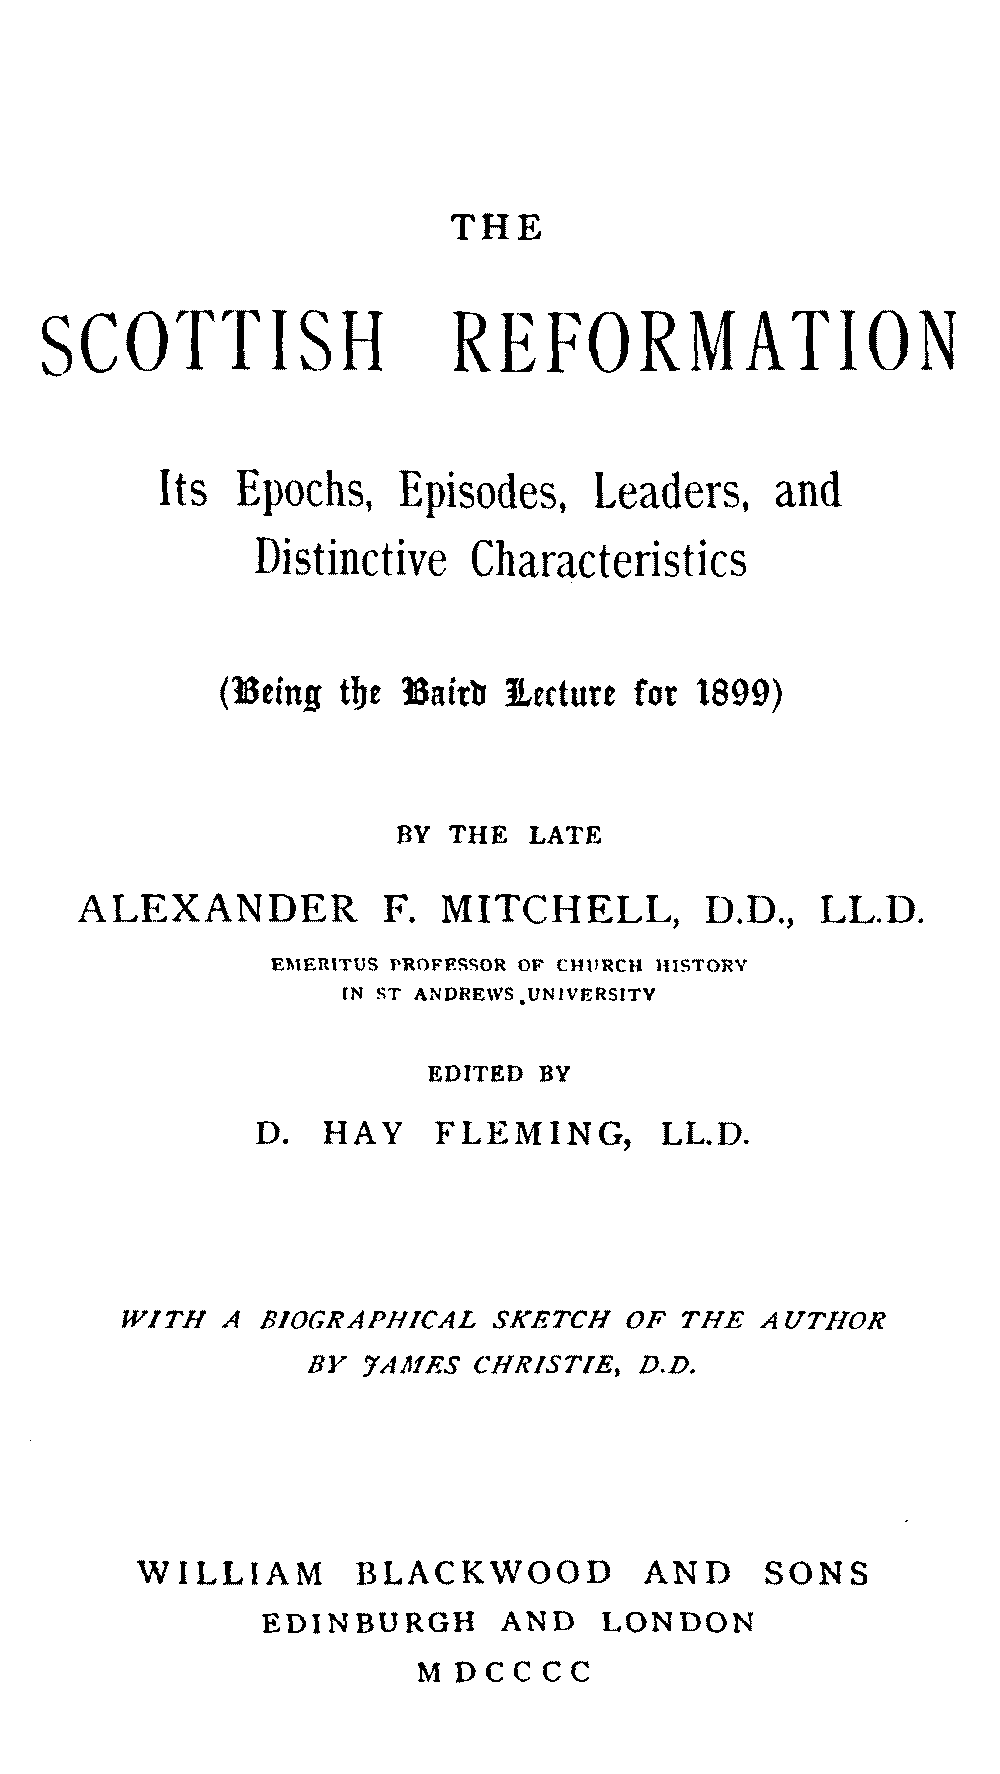 THE
SCOTTISH REFORMATION
Its Epochs, Episodes, Leaders, and
Distinctive Characteristics
(Being the Baird Lecture for 1899)
BY THE LATE
ALEXANDER F. MITCHELL, D.D., LL.D.
EMERITUS PROFESSOR OF CHURCH HISTORY
IN ST ANDREWS UNIVERSITY
EDITED BY
D. HAY FLEMING, LL.D.
WITH A BIOGRAPHICAL SKETCH OF THE AUTHOR
BY JAMES CHRISTIE, D.D.
WILLIAM BLACKWOOD AND SONS
EDINBURGH AND LONDON
MDCCCC